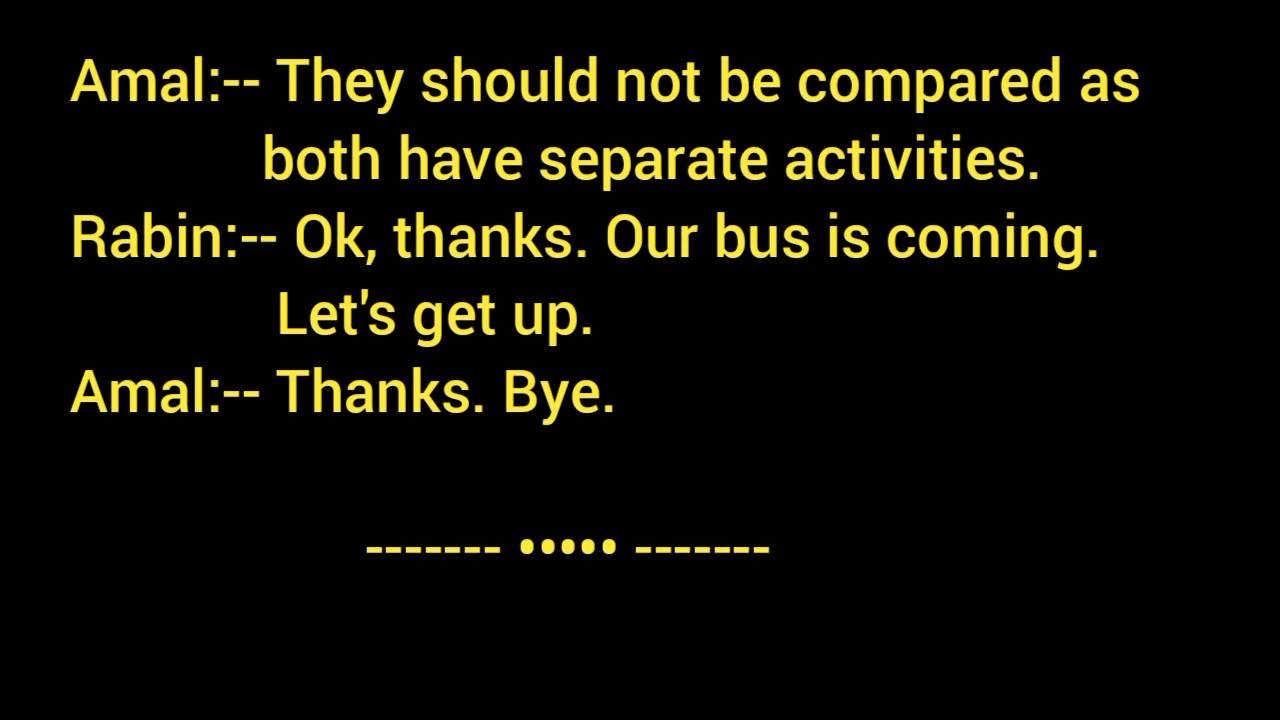 Amal:-- They should not be compared as
both have separate activities.
Rabin:-- Ok, thanks. Our bus is coming.
Let's get up.
Amal:-- Thanks. Bye.
------- ••••• -------